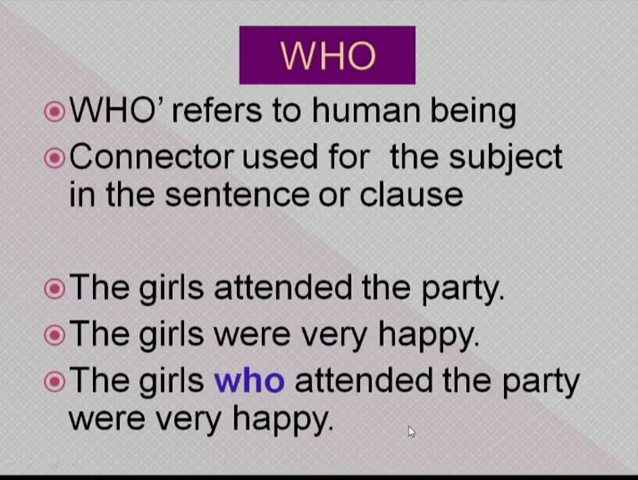 WHO
WHO’ refers to human being
Connector used for the subject
in the sentence or clause
The girls attended the party.
The girls were very happy.
The girls who attended the party
were very happy.